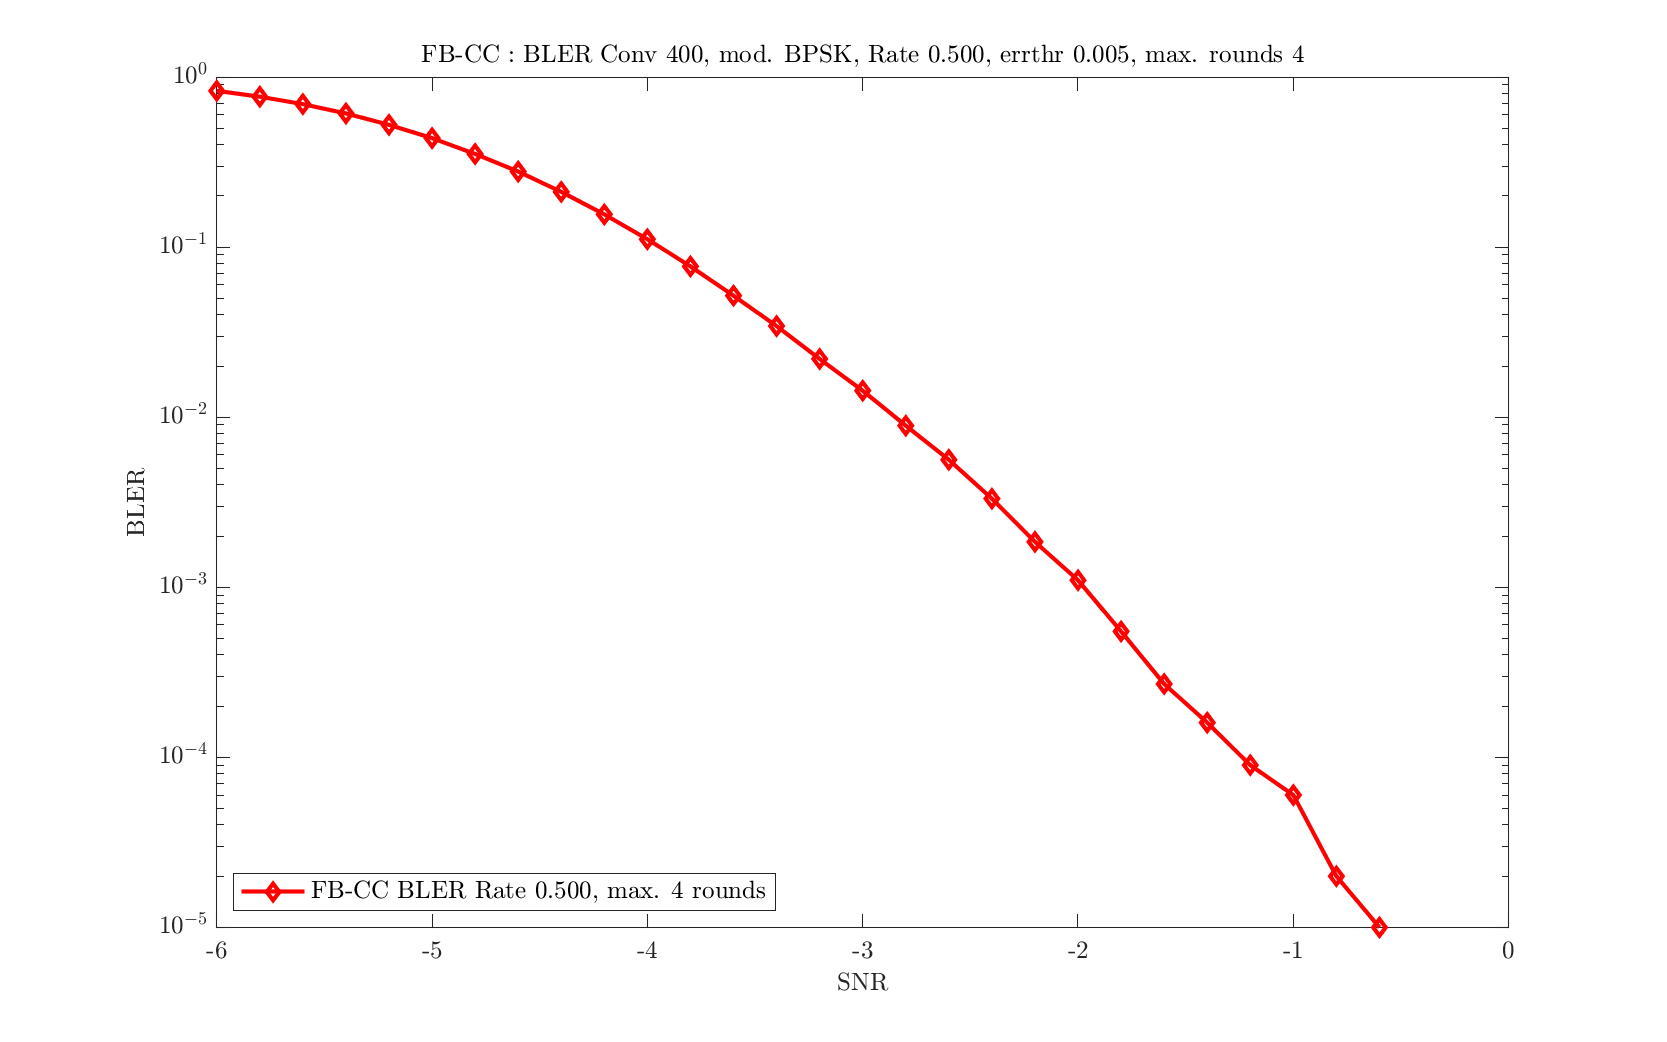 FB-CC : BLER Conv 400, mod. BPSK, Rate 0.500, errthr 0.005, max. rounds 4
10^0
10^-1
10^-2
10^-3
10^-4
10^-5
BLER
FB-CC BLER Rate 0.500, max. 4 rounds
-6 -5 -4 -3 -2 -1 0
SNR